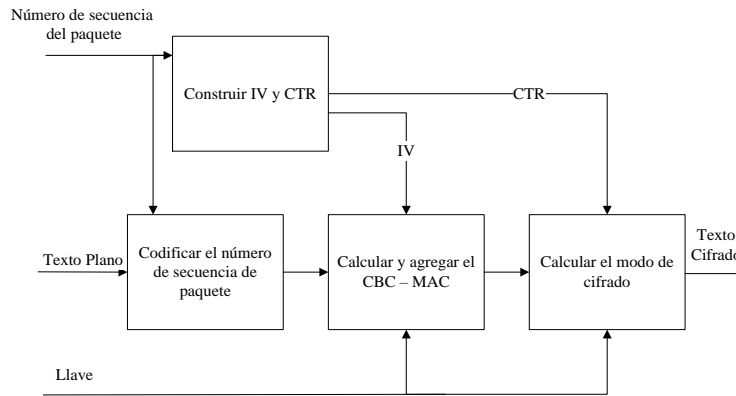 Número de secuencia
del paquete
Construir IV y CTR
CTR
IV
Texto Plano
Codificar el número
de secuencia de
paquete
Calcular y agregar el
CBC – MAC
Calcular el modo de
cifrado
Texto
Cifrado
Llave